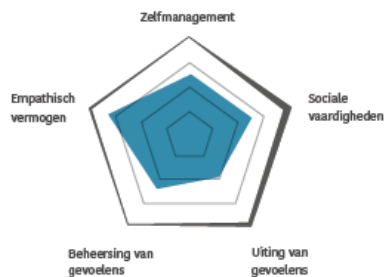 Zelfmanagement
Empathisch
vermogen
Sociale
vaardigheden
Beheersing van
gevoelens
Uiting van
gevoelens